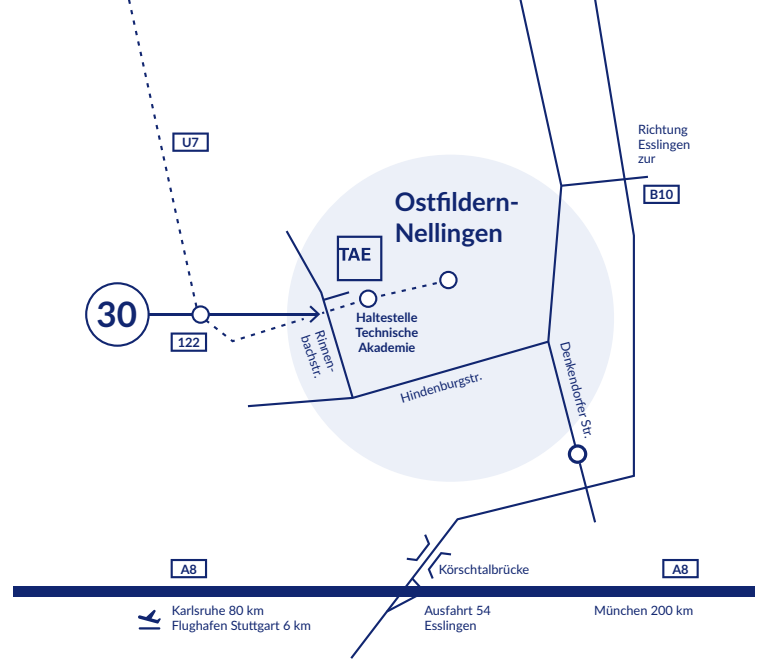 U7
Richtung
Esslingen
zur
B10
Ostfildern-
Nellingen
TAE
30
122
Haltestelle
Technische
Akademie
Rinnen-
bachstr.
Hindenburgstr.
Denkendorfer Str.
A8
Körschtalbrücke
A8
Karlsruhe 80 km
Flughafen Stuttgart 6 km
Ausfahrt 54
Esslingen
München 200 km